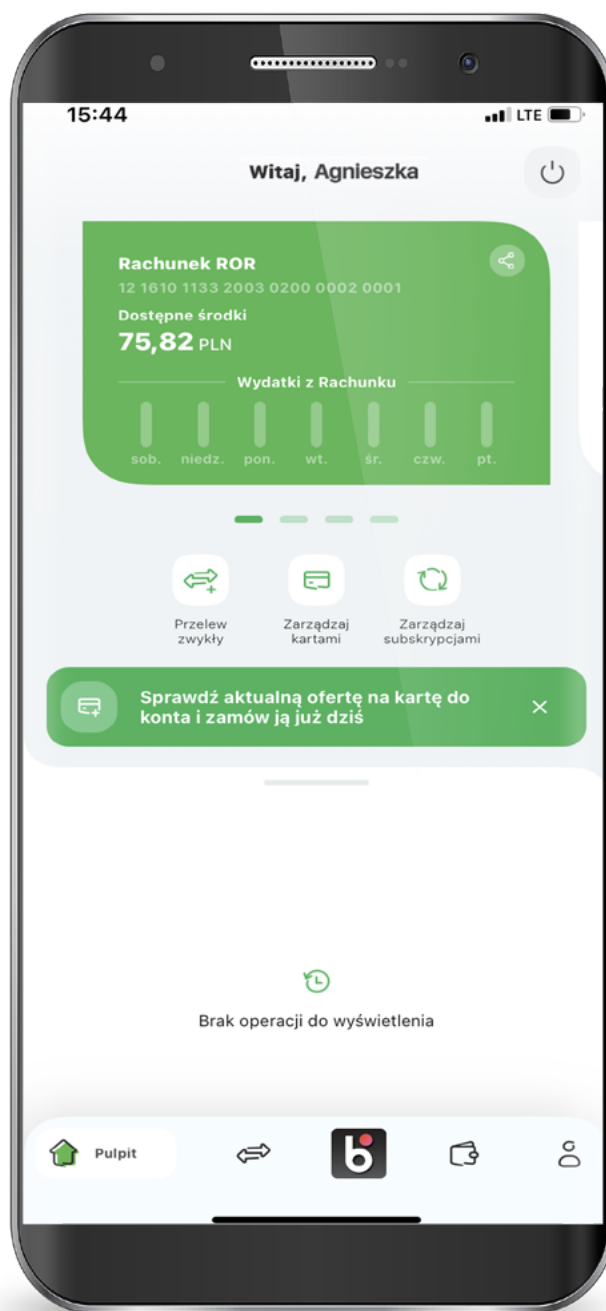 15:44
LTE
Witaj, Agnieszka
Rachunek ROR
12 1610 1133 2003 0200 0002 0001
Dostępne środki
75,82 PLN
Wydatki z Rachunku
sob. niedz. pon. wt. śr. czw. pt.
Przelew
zwykły
Zarządzaj
kartami
Zarządzaj
subskrypcjami
Sprawdź aktualną ofertę na kartę do
konta i zamów ją już dziś
Brak operacji do wyświetlenia
Pulpit
b